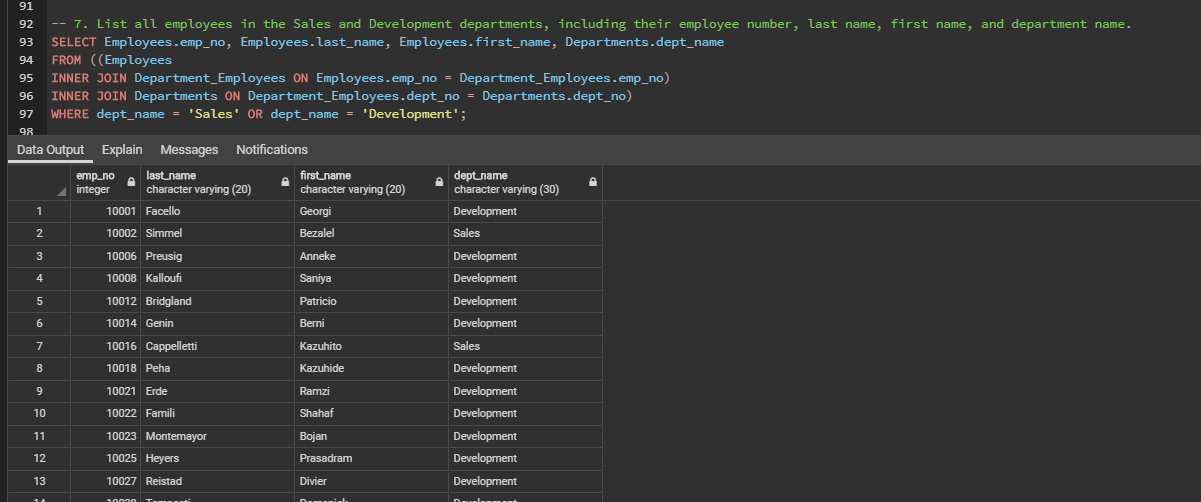 91
92 -- 7. List all employees in the Sales and Development departments, including their employee number, last name, first name, and department name.
93 SELECT Employees.emp_no, Employees.last_name, Employees.first_name, Departments.dept_name
94 FROM ((Employees
95 INNER JOIN Department_Employees ON Employees.emp_no = Department_Employees.emp_no)
96 INNER JOIN Departments ON Department_Employees.dept_no = Departments.dept_no)
97 WHERE dept_name = 'Sales' OR dept_name = 'Development';
98
Data Output Explain Messages Notifications
emp_no last_name first_name dept_name
integer character varying (20) character varying (20) character varying (30)
1 10001 Facello Georgi Development
2 10002 Simmel Bezalel Sales
3 10006 Preusig Anneke Development
4 10008 Kalloufi Saniya Development
5 10012 Bridgland Patricio Development
6 10014 Genin Berni Development
7 10016 Cappelletti Kazuhito Sales
8 10018 Peha Kazuhide Development
9 10021 Erde Ramzi Development
10 10022 Famili Shahaf Development
11 10023 Montemayor Bojan Development
12 10025 Heyers Prasadram Development
13 10027 Reistad Divier Development
14 Development